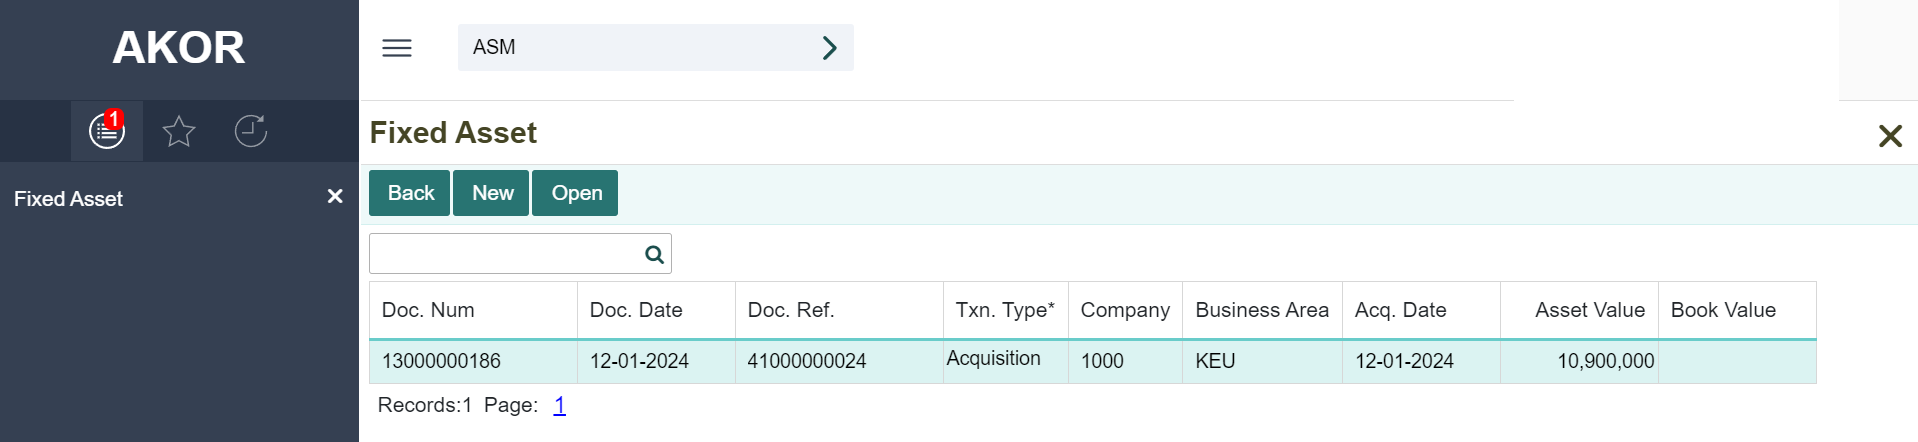 AKOR
ASM
1
Fixed Asset
Fixed Asset
Back New Open
Doc. Num Doc. Date Doc. Ref. Txn. Type* Company Business Area Acq. Date Asset Value Book Value
13000000186 12-01-2024 41000000024 Acquisition 1000 KEU 12-01-2024 10,900,000
Records:1 Page: 1